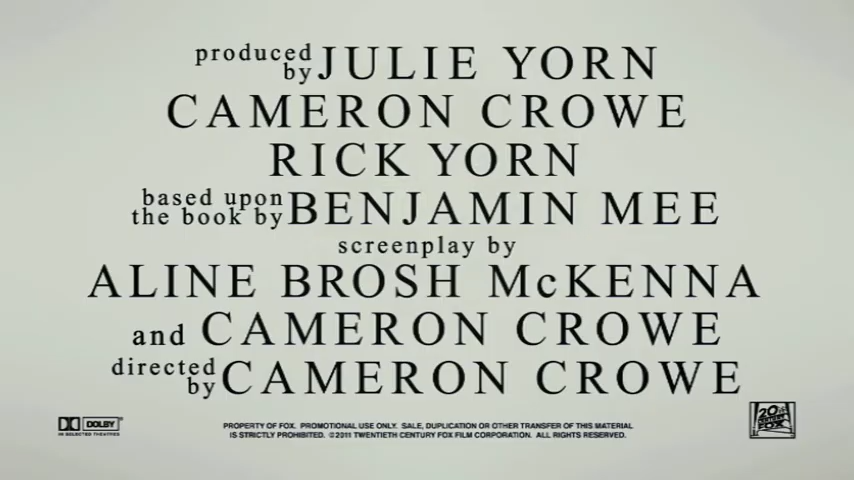 produced by JULIE YORN
CAMERON CROWE
RICK YORN
based upon the book by BENJAMIN MEE
screenplay by
ALINE BROSH McKENNA
and CAMERON CROWE
directed by CAMERON CROWE
DOLBY
IN SELECTED THEATRES
PROPERTY OF FOX. PROMOTIONAL USE ONLY. SALE, DUPLICATION OR OTHER TRANSFER OF THIS MATERIAL
IS STRICTLY PROHIBITED. ©2011 TWENTIETH CENTURY FOX FILM CORPORATION. ALL RIGHTS RESERVED.
20th
CENTURY
FOX